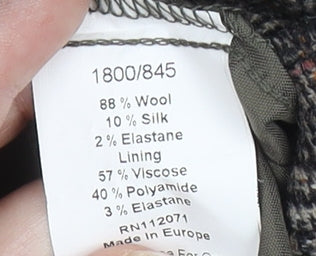 1800/845
88 % Wool
10 % Silk
2 % Elastane
Lining
57 % Viscose
40 % Polyamide
3 % Elastane
RN112071
Made in Europe
For